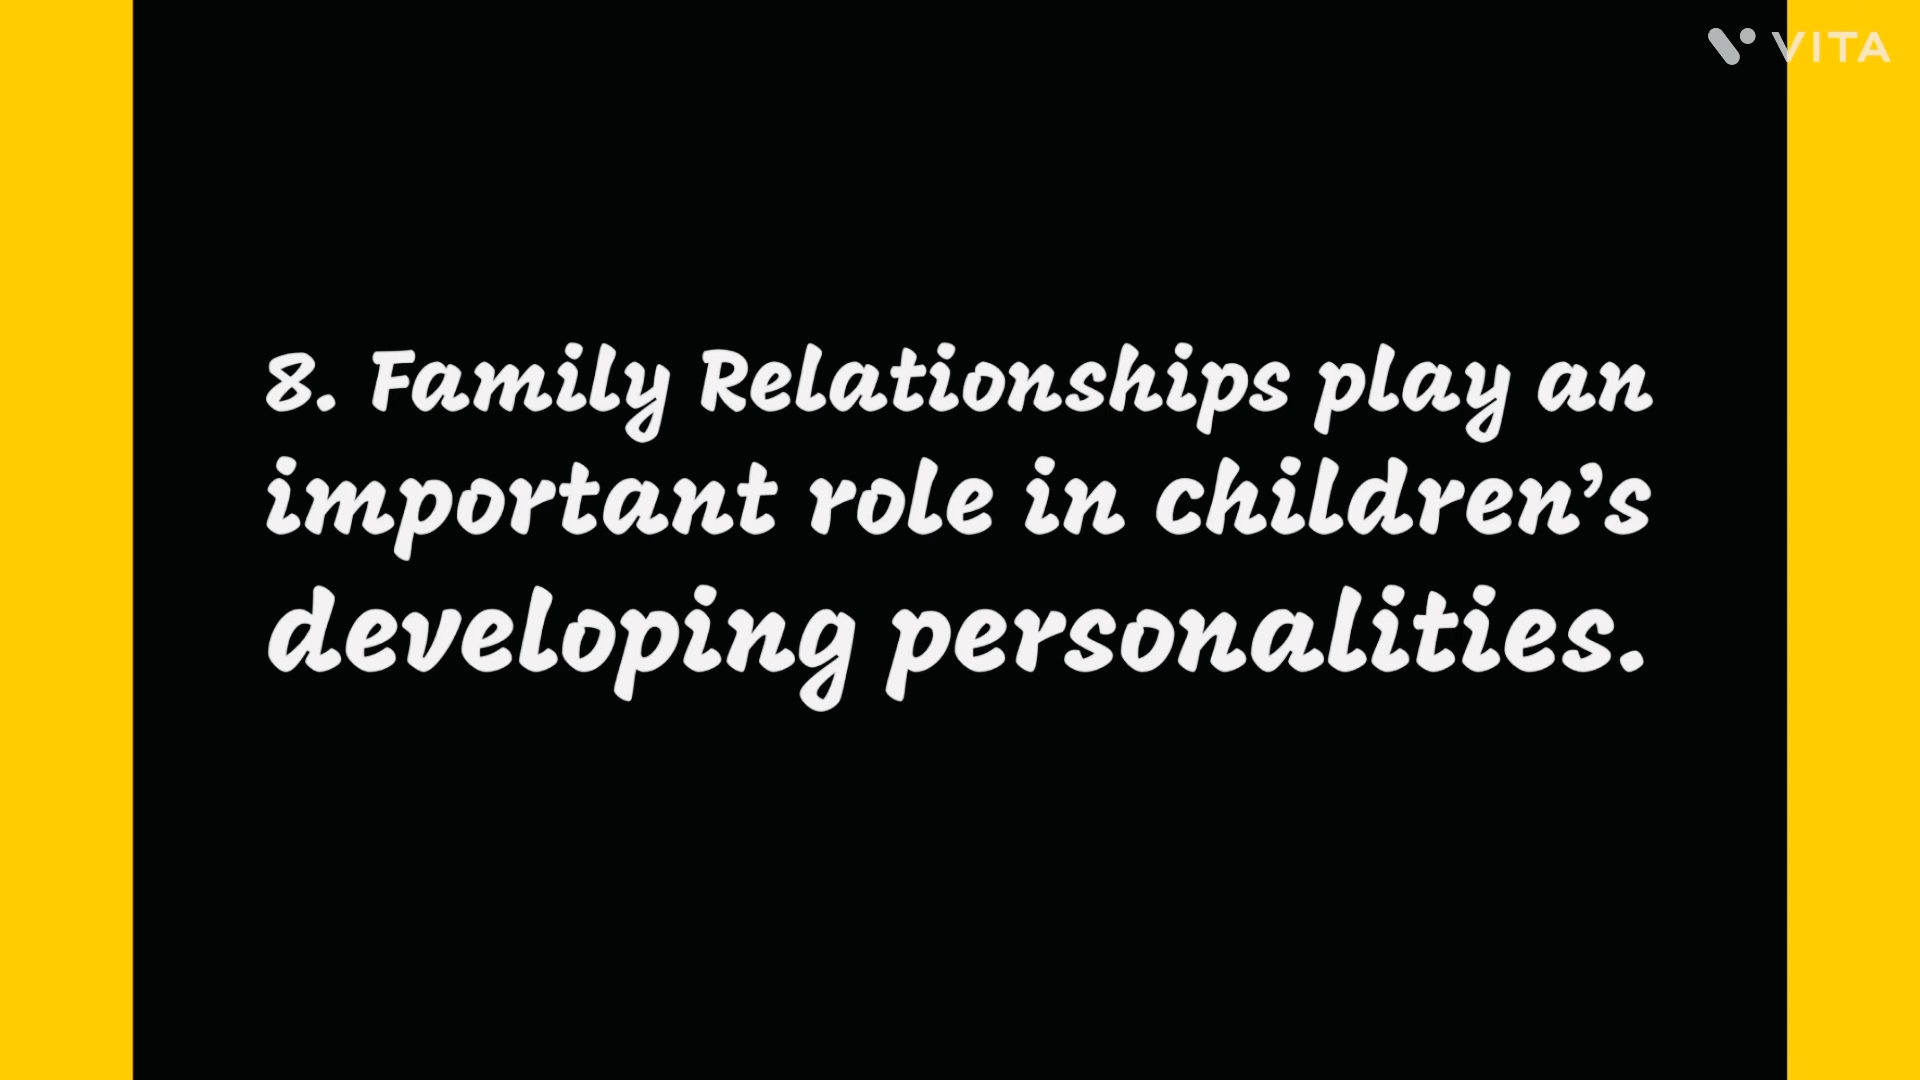 VITA
8. Family Relationships play an
important role in children’s
developing personalities.